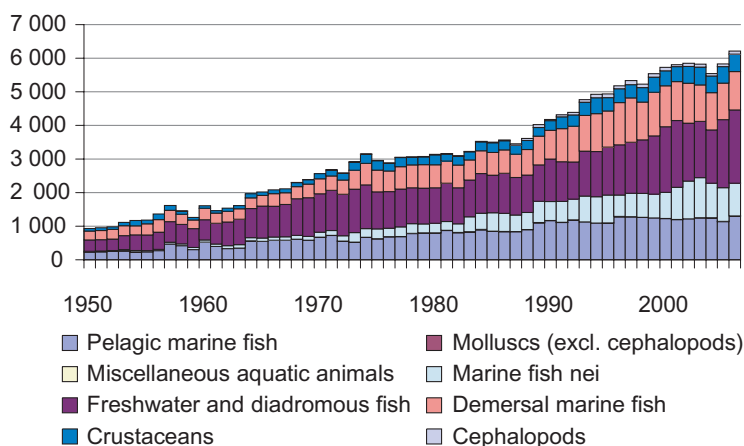 7 000
6 000
5 000
4 000
3 000
2 000
1 000
0
1950 1960 1970 1980 1990 2000
Pelagic marine fish Molluscs (excl. cephalopods)
Miscellaneous aquatic animals Marine fish nei
Freshwater and diadromous fish Demersal marine fish
Crustaceans Cephalopods